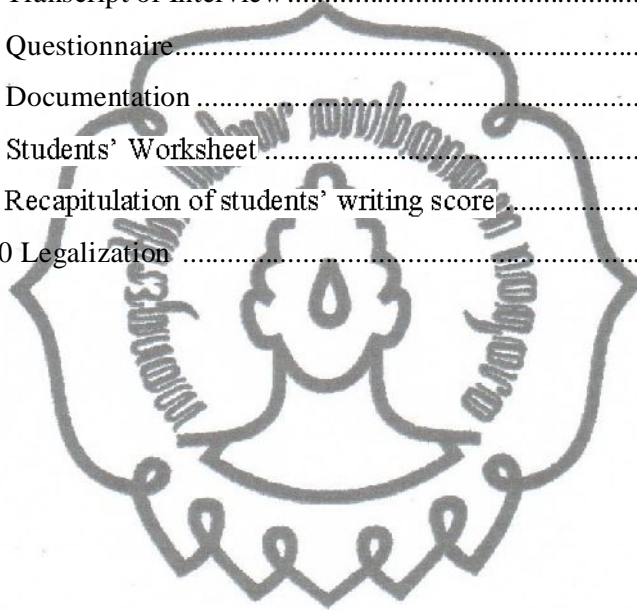 Transcript of Interview ..................................................
Questionnaire..................................................................
Documentation ..............................................................
Students’ Worksheet ......................................................
Recapitulation of students’ writing score ......................
0 Legalization .................................................................